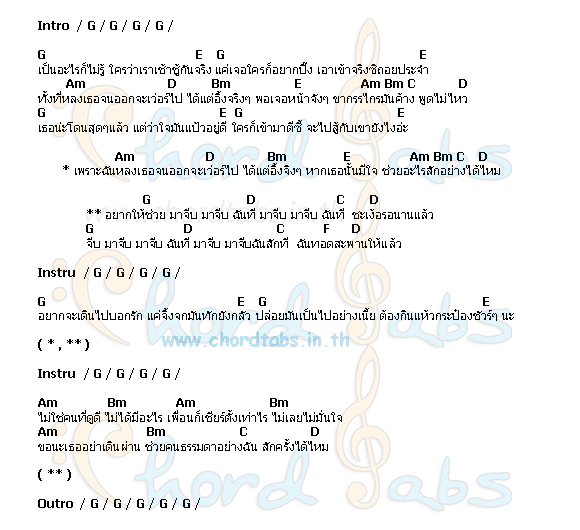 Intro / G / G / G / G /
G E G E
เป็นอะไรก็ไม่รู้ ใครว่าเราเช้าชู้กันจริง แค่เจอใครก็อยากปิ๊ง เอาเข้าจริงซิถอยประจำ
Am D Bm E Am Bm C D
ทั้งที่หลงเธอจนออกจะเว่อร์ไป ได้แต่อึ้งจริงๆ พอเจอหน้าจังๆ ขากรรไกรมันค้าง พูดไม่ไหว
G E G E
เธอน่ะโดนสุดๆแล้ว แต่ว่าใจมันแป้วอยู่ดี ใครก็เข้ามาตีซี้ จะไปสู้กับเขายังไงอ่ะ
Am D Bm E Am Bm C D
* เพราะฉันหลงเธอจนออกจะเว่อร์ไป ได้แต่อึ้งจิงๆ หากเธอนั้นมีใจ ช่วยอะไรสักอย่างได้ไหม
G D C D
** อยากให้ช่วย มาจีบ มาจีบ ฉันที มาจีบ มาจีบ ฉันที ชะเง้อรอนานแล้ว
G D C F D
จีบ มาจีบ มาจีบ ฉันที มาจีบ มาจีบฉันสักที ฉันทอดสะพานให้แล้ว
Instru / G / G / G / G /
G E G E
อยากจะเดินไปบอกรัก แค่จิ้งจกมันทักยังกลัว ปล่อยมันเป็นไปอย่างเนี้ย ต้องกินแห้วกระป๋องชัวร์ๆ นะ
www.chordtabs.in.th
( * , ** )
Instru / G / G / G / G /
Am Bm Am Bm
ไม่ใช่คนที่ดูดี ไม่ได้มีอะไร เพื่อนก็เชียร์ตั้งเท่าไร ไม่เลยไม่มั่นใจ
Am Bm C D
ขอนะเธออย่าเดินผ่าน ช่วยคนธรรมดาอย่างฉัน สักครั้งได้ไหม
( ** )
Outro / G / G / G / G / G /